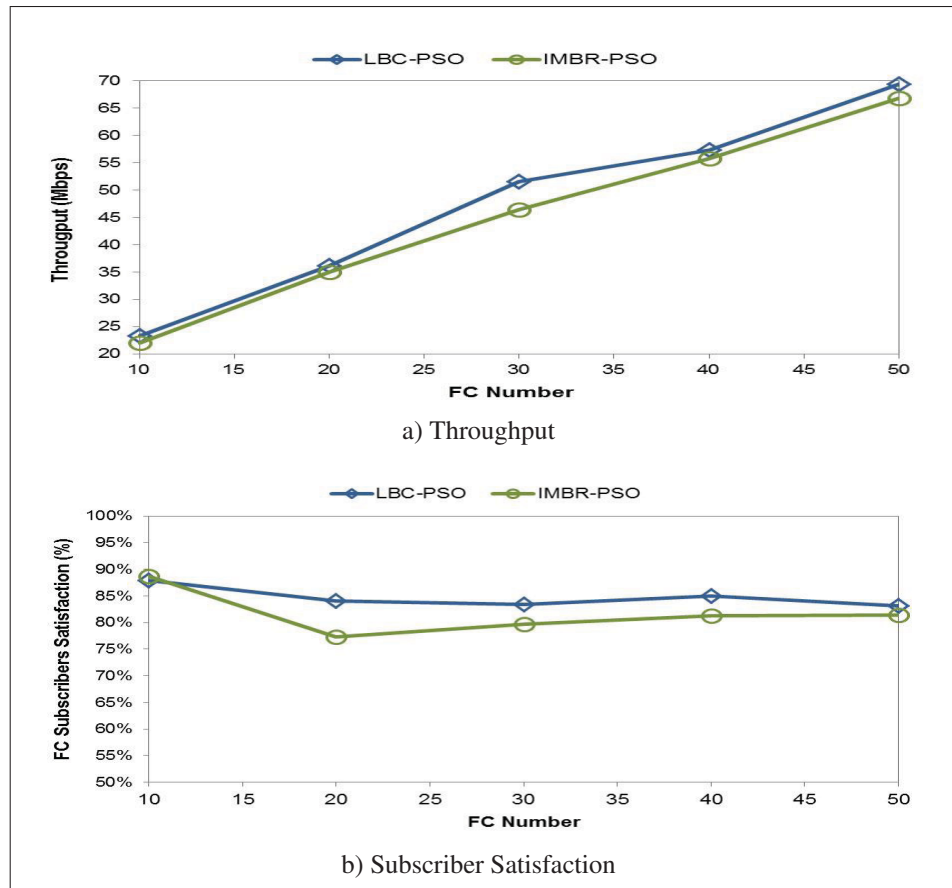 LBC-PSO IMBR-PSO
70
65
60
55
50
45
40
35
30
25
20
Througput (Mbps)
10 15 20 25 30 35 40 45 50
FC Number
a) Throughput
LBC-PSO IMBR-PSO
100%
95%
90%
85%
80%
75%
70%
65%
60%
55%
50%
FC Subscribers Satisfaction (%)
10 15 20 25 30 35 40 45 50
FC Number
b) Subscriber Satisfaction